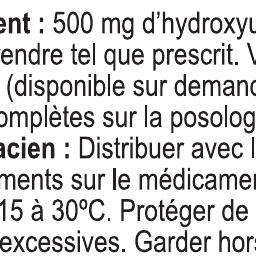 ent : 500 mg d’hydroxyu
endre tel que prescrit. V
(disponible sur deman
omplètes sur la posolog
acien : Distribuer avec l
ments sur le médicame
15 à 30ºC. Protéger de
excessives. Garder hors